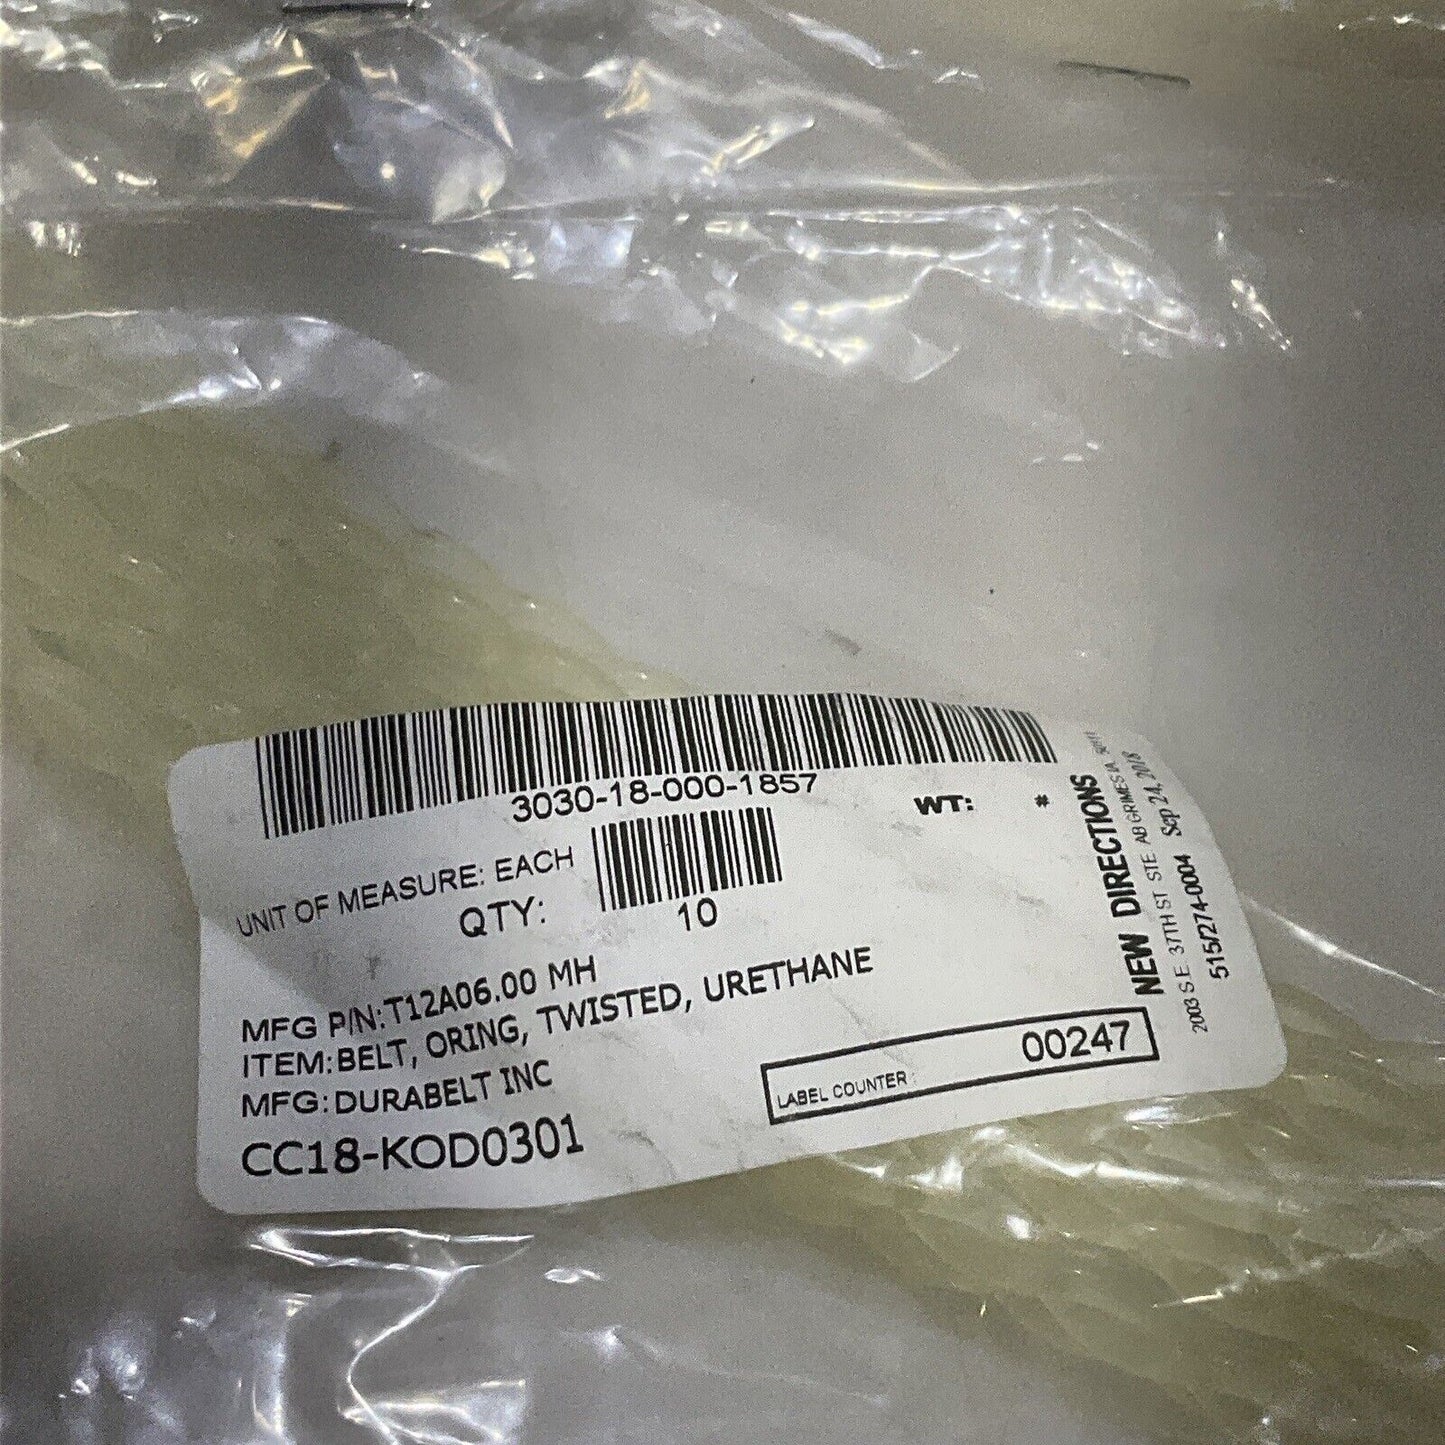 3030-18-000-1857
WT: #
UNIT OF MEASURE: EACH
QTY: 10
MFG P/N:T12A06.00 MH
ITEM:BELT, ORING, TWISTED, URETHANE
MFG:DURABELT INC
CC18-KOD0301
LABEL COUNTER: 00247
NEW DIRECTIONS
2003 S.E. 37TH ST STE AB GRIMES IA
515/274-0004 Sep 24, 2018